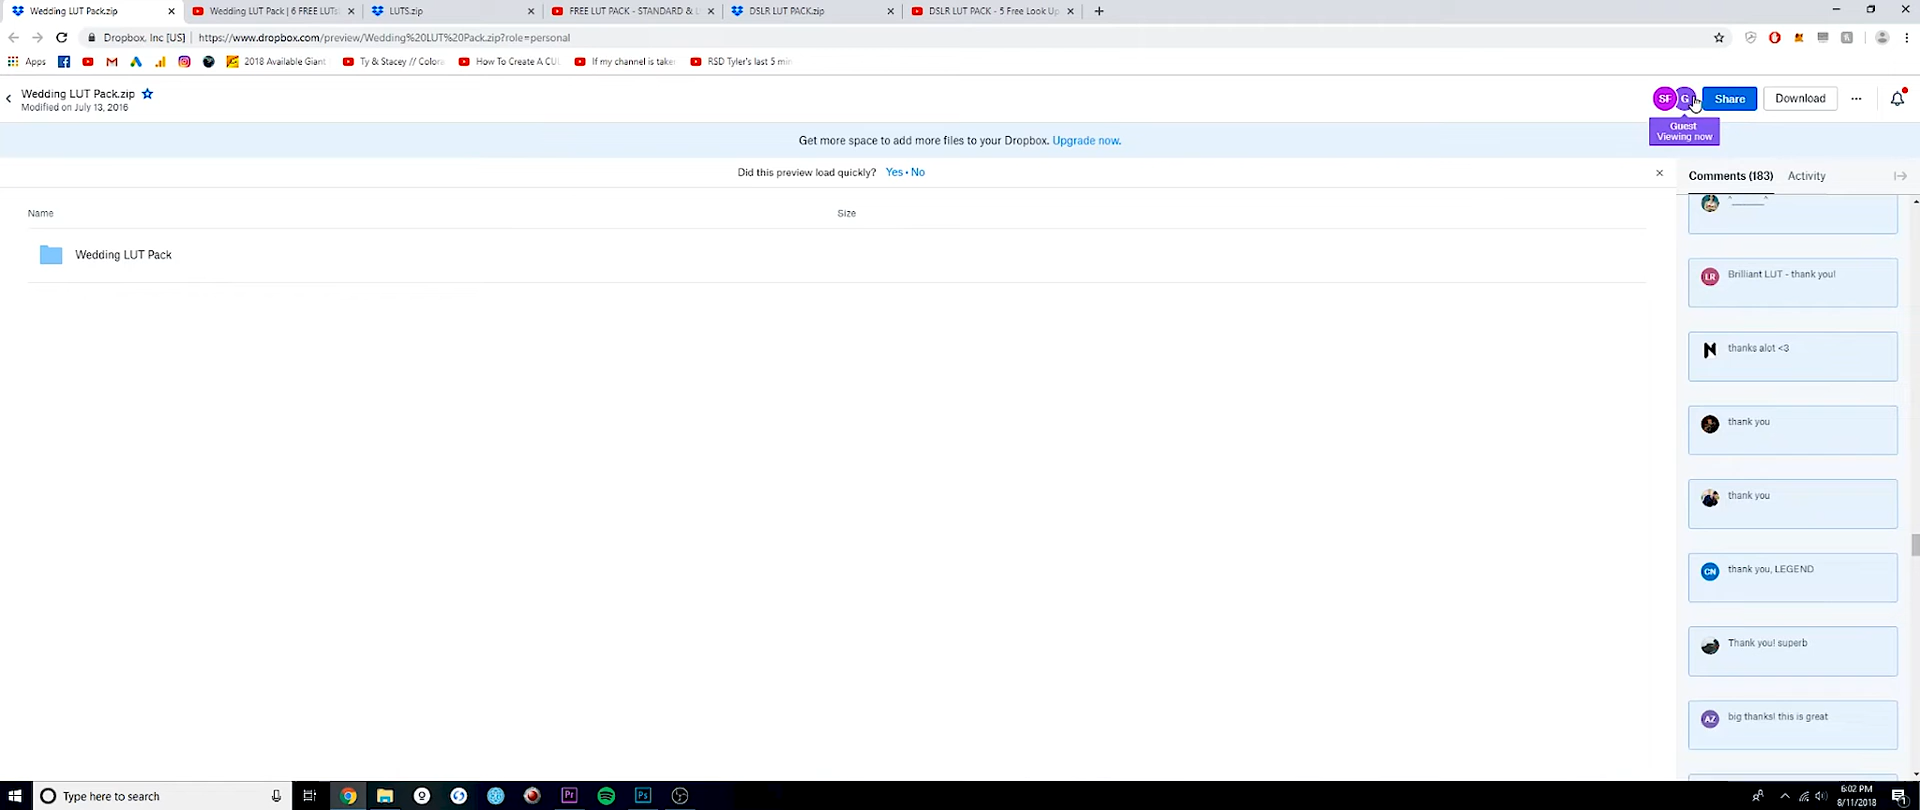 Wedding LUT Pack.zip
Wedding LUT Pack | 6 FREE LUTs
LUTS.zip
FREE LUT PACK - STANDARD &
DSLR LUT PACK.zip
DSLR LUT PACK - 5 Free Look Up
Dropbox, Inc [US]
https://www.dropbox.com/preview/Wedding%20LUT%20Pack.zip?role=personal
Apps
2018 Available Giant
Ty & Stacey // Colora
How To Create A CU
If my channel is take
RSD Tyler's last 5 min
Wedding LUT Pack.zip
Modified on July 13, 2016
SF
G
Share
Download
Guest
Viewing now
Get more space to add more files to your Dropbox. Upgrade now.
Did this preview load quickly? Yes • No
Comments (183)
Activity
Name
Size
Wedding LUT Pack
^_______^
LR
Brilliant LUT - thank you!
N
thanks alot <3
thank you
thank you
CN
thank you, LEGEND
Thank you! superb
AZ
big thanks! this is great
Type here to search
Pr
Ps
6:02 PM
8/11/2018